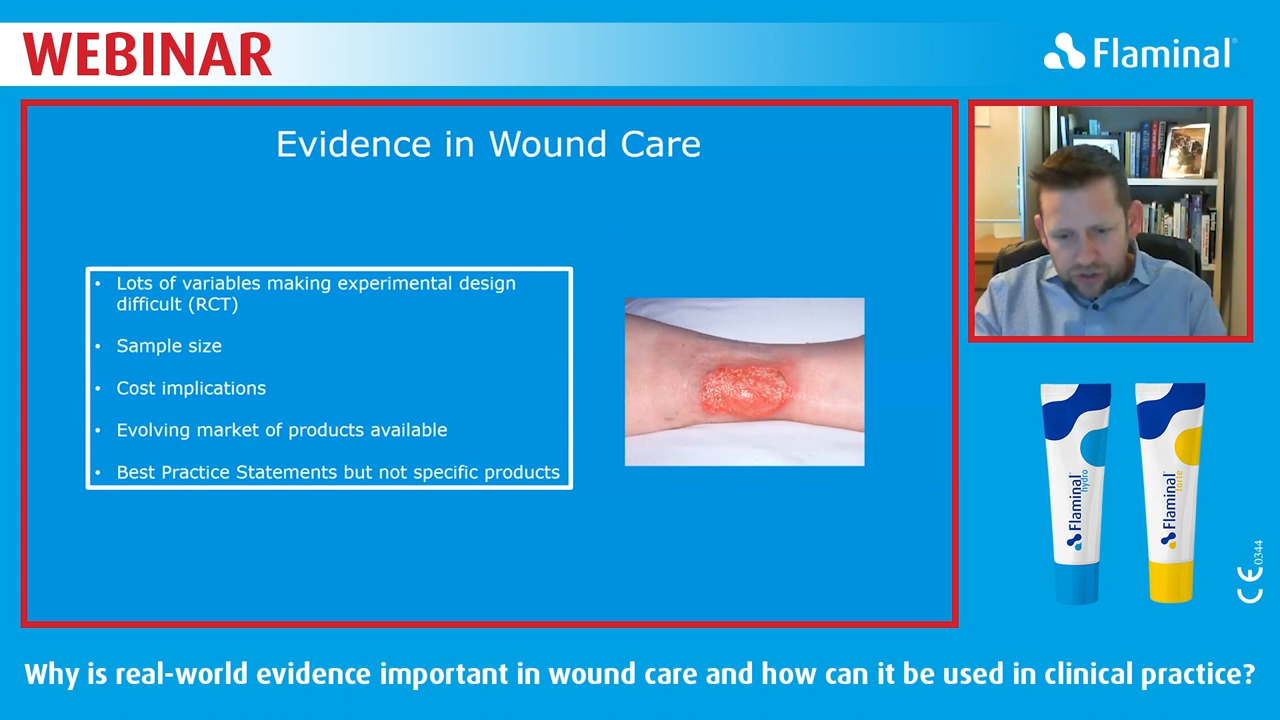 WEBINAR
Flaminal®
Evidence in Wound Care
• Lots of variables making experimental design
difficult (RCT)
• Sample size
• Cost implications
• Evolving market of products available
• Best Practice Statements but not specific products
Flaminal hydro
Flaminal forte
CE 0344
Why is real-world evidence important in wound care and how can it be used in clinical practice?